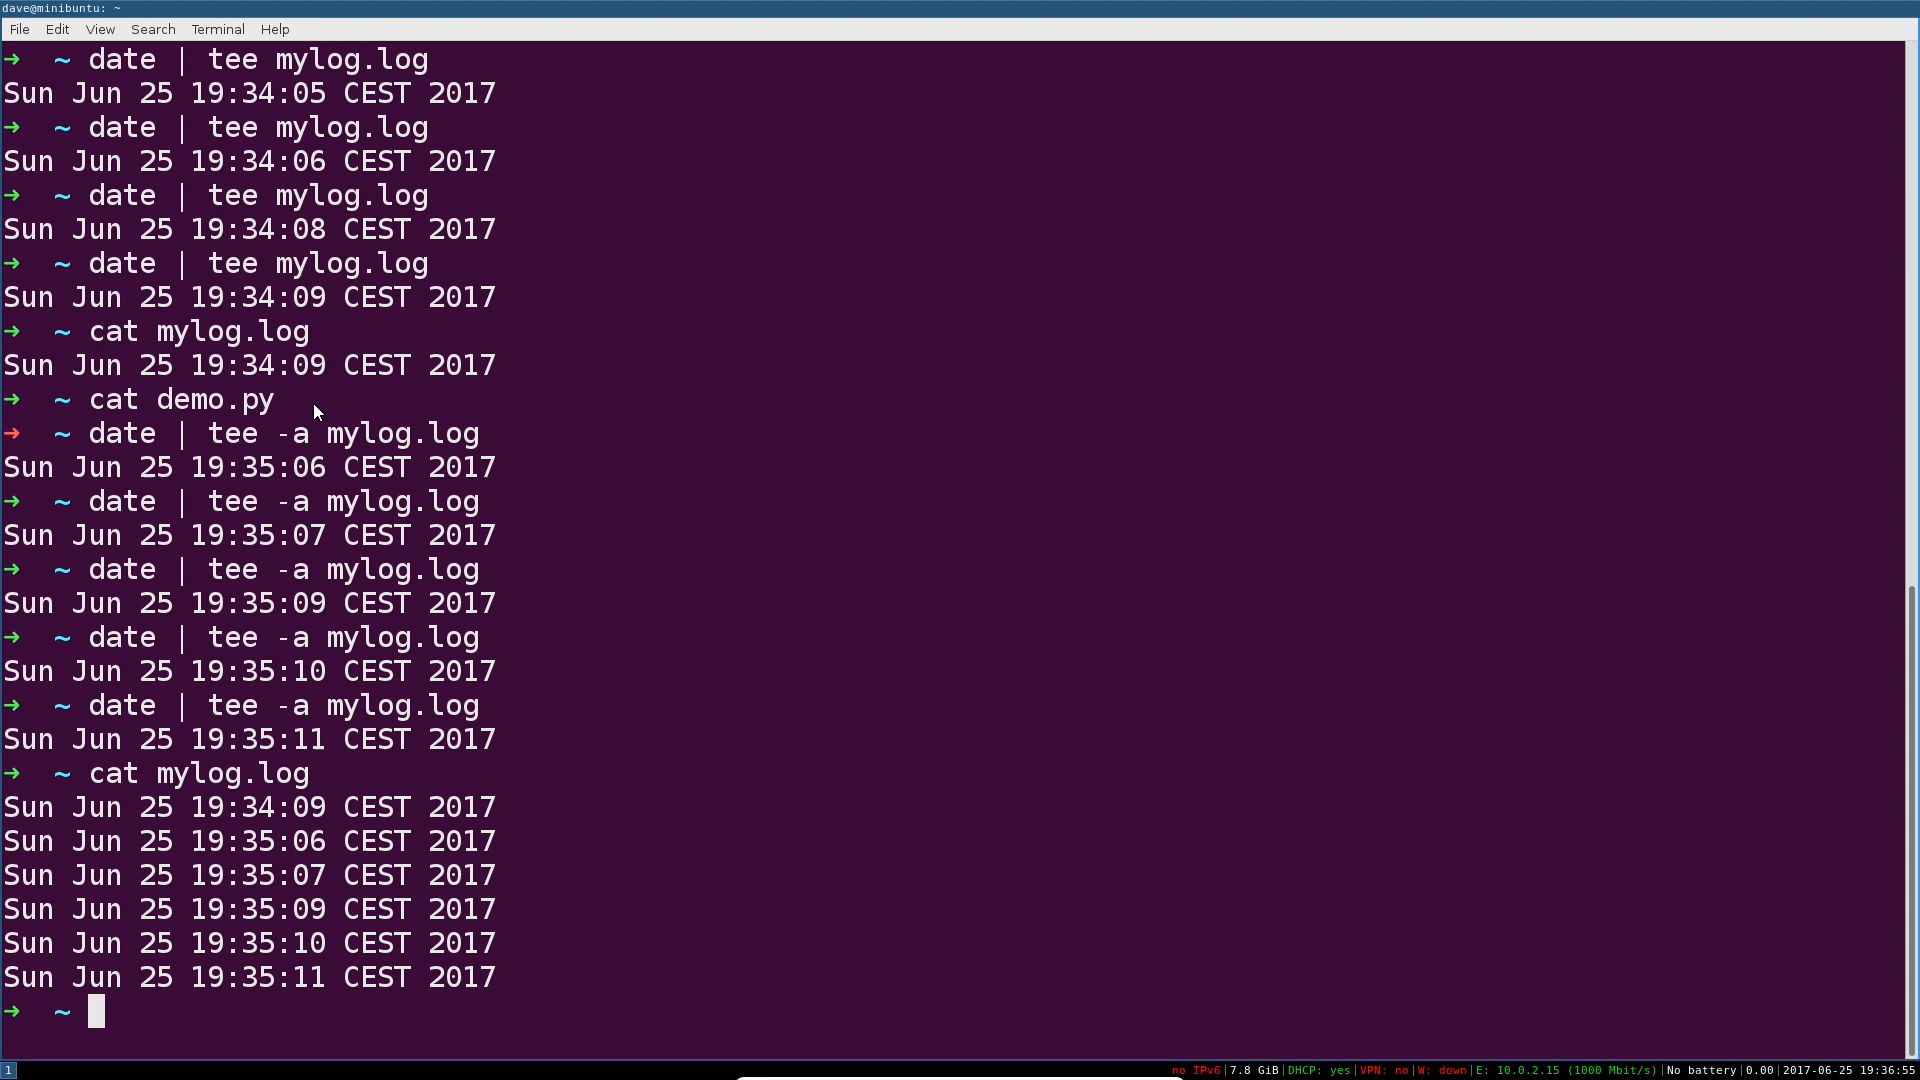 dave@minibuntu: ~
File Edit View Search Terminal Help
➜ ~ date | tee mylog.log
Sun Jun 25 19:34:05 CEST 2017
➜ ~ date | tee mylog.log
Sun Jun 25 19:34:06 CEST 2017
➜ ~ date | tee mylog.log
Sun Jun 25 19:34:08 CEST 2017
➜ ~ date | tee mylog.log
Sun Jun 25 19:34:09 CEST 2017
➜ ~ cat mylog.log
Sun Jun 25 19:34:09 CEST 2017
➜ ~ cat demo.py
➜ ~ date | tee -a mylog.log
Sun Jun 25 19:35:06 CEST 2017
➜ ~ date | tee -a mylog.log
Sun Jun 25 19:35:07 CEST 2017
➜ ~ date | tee -a mylog.log
Sun Jun 25 19:35:09 CEST 2017
➜ ~ date | tee -a mylog.log
Sun Jun 25 19:35:10 CEST 2017
➜ ~ date | tee -a mylog.log
Sun Jun 25 19:35:11 CEST 2017
➜ ~ cat mylog.log
Sun Jun 25 19:34:09 CEST 2017
Sun Jun 25 19:35:06 CEST 2017
Sun Jun 25 19:35:07 CEST 2017
Sun Jun 25 19:35:09 CEST 2017
Sun Jun 25 19:35:10 CEST 2017
Sun Jun 25 19:35:11 CEST 2017
➜ ~
1 no IPv6|7.8 GiB|DHCP: yes|VPN: no|W: down|E: 10.0.2.15 (1000 Mbit/s)|No battery|0.00|2017-06-25 19:36:55